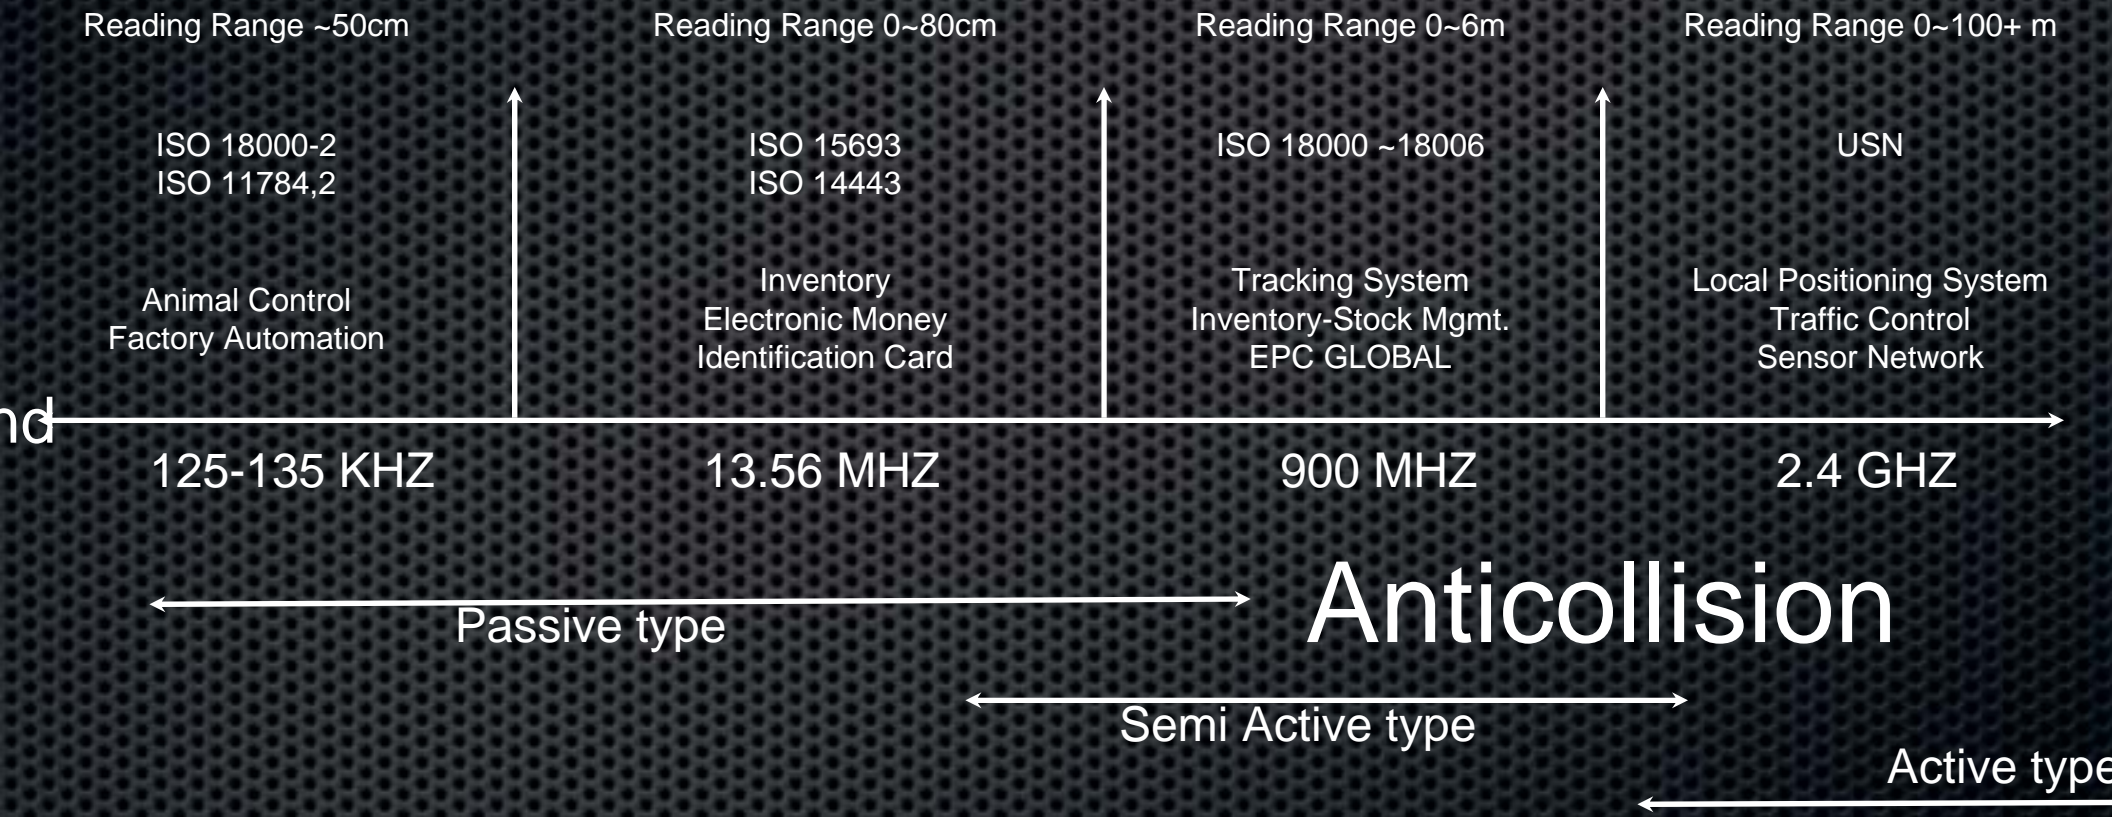 Reading Range ~50cm
Reading Range 0~80cm
Reading Range 0~6m
Reading Range 0~100+ m
ISO 18000-2
ISO 11784,2
ISO 15693
ISO 14443
ISO 18000 ~18006
USN
Animal Control
Factory Automation
Inventory
Electronic Money
Identification Card
Tracking System
Inventory-Stock Mgmt.
EPC GLOBAL
Local Positioning System
Traffic Control
Sensor Network
125-135 KHZ
13.56 MHZ
900 MHZ
2.4 GHZ
Passive type
Anticollision
Semi Active type
Active type